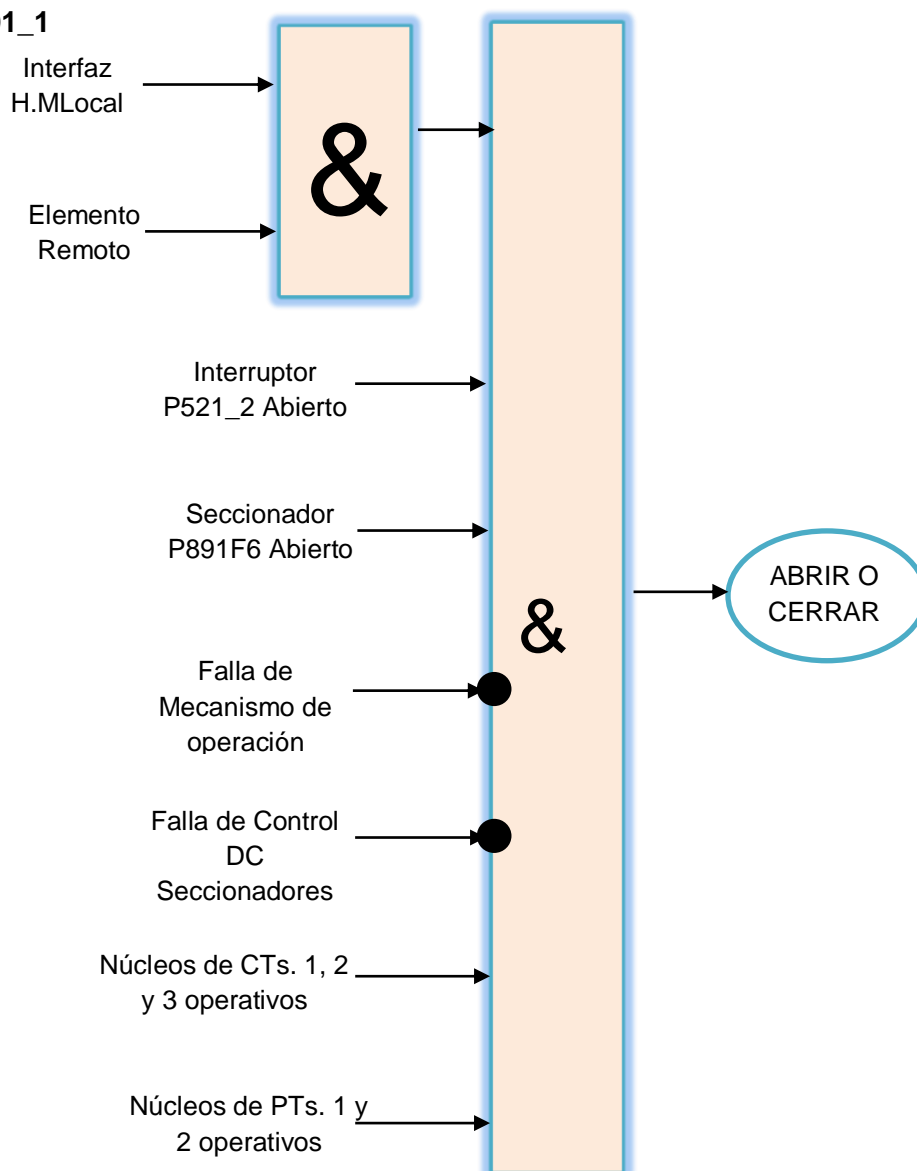 01_1
Interfaz
H.MLocal
&
Elemento
Remoto
Interruptor
P521_2 Abierto
Seccionador
P891F6 Abierto
&
ABRIR O
CERRAR
Falla de
Mecanismo de
operación
Falla de Control
DC
Seccionadores
Núcleos de CTs. 1, 2
y 3 operativos
Núcleos de PTs. 1 y
2 operativos